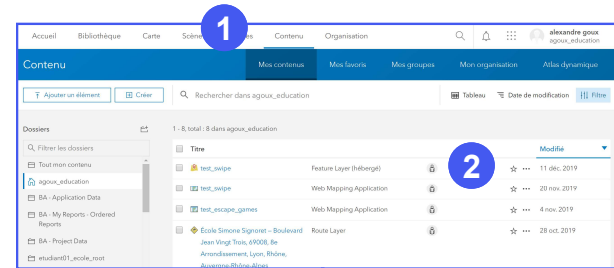 Accueil Bibliothèque Carte Scène 1 Contenu Organisation alexandre goux
agoux_education
Contenu Mes contenus Mes favoris Mes groupes Mon organisation Atlas dynamique
Ajouter un élément Créer Rechercher dans agoux_education Tableau Date de modification Filtre
Dossiers 1 - 8, total : 8 dans agoux_education
Filtrer les dossiers Titre Modifié
Tout mon contenu test_swipe Feature Layer (hébergé) 2 11 déc. 2019
agoux_education test_swipe Web Mapping Application 20 nov. 2019
BA - Application Data
BA - My Reports - Ordered Reports test_escape_games Web Mapping Application 4 nov. 2019
BA - Project Data École Simone Signoret – Boulevard Route Layer 28 oct. 2019
Jean Vingt Trois, 69008, 8e
etudiant01_ecole_root Arrondissement, Lyon, Rhône,
Auvergne-Rhône-Alpes